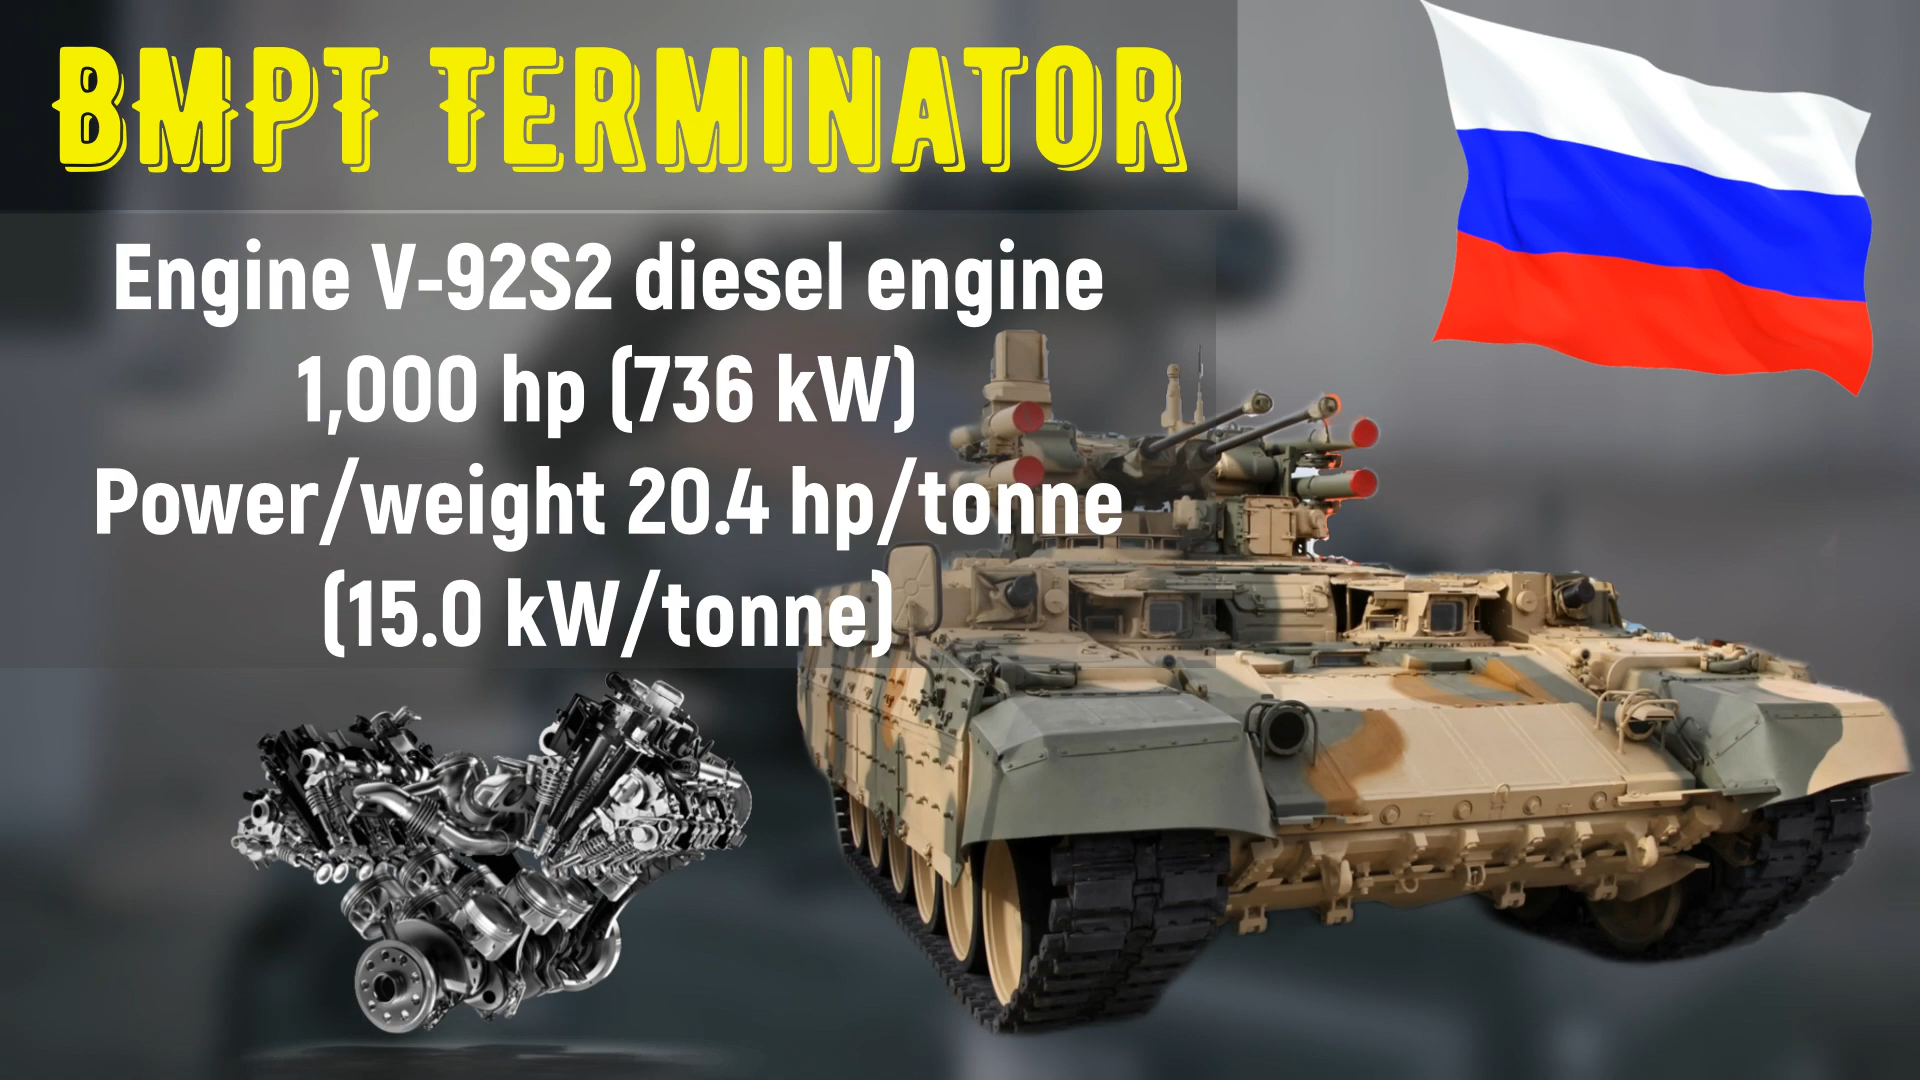 BMPT TERMINATOR
Engine V-92S2 diesel engine
1,000 hp (736 kW)
Power/weight 20.4 hp/tonne
(15.0 kW/tonne)